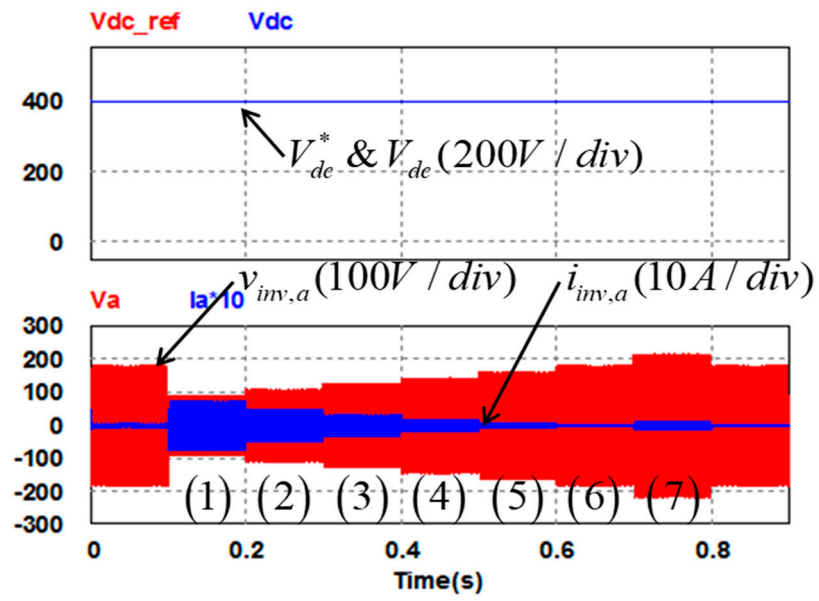 Vdc_ref Vdc
400
V*de & Vde (200V / div)
200
0
vinv,a (100V / div) iinv,a (10A / div)
Va Ia*10
300
200
100
0
-100
-200
-300
(1) (2) (3) (4) (5) (6) (7)
0 0.2 0.4 0.6 0.8
Time(s)